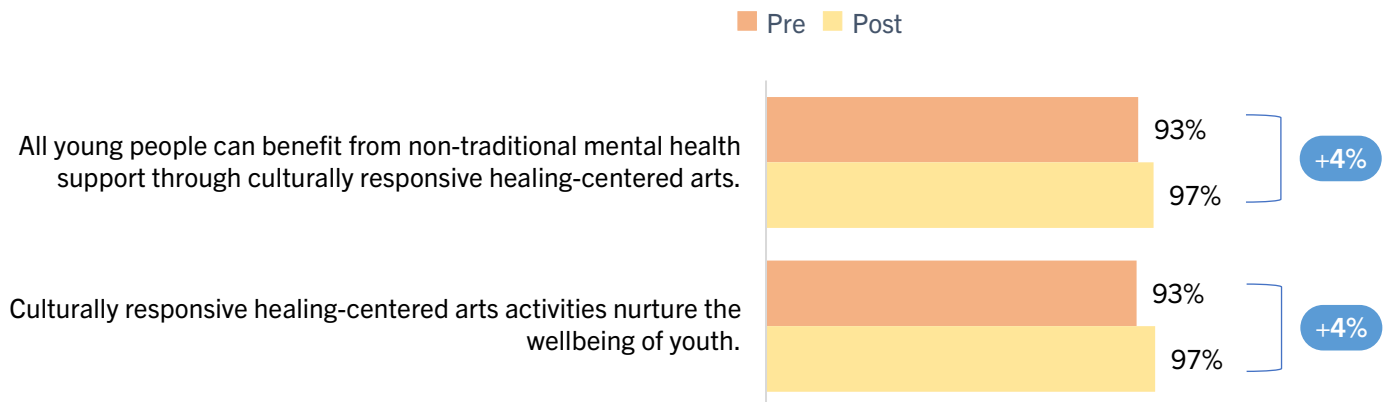 Pre Post
All young people can benefit from non-traditional mental health
support through culturally responsive healing-centered arts.
93%
97%
+4%
Culturally responsive healing-centered arts activities nurture the
wellbeing of youth.
93%
97%
+4%